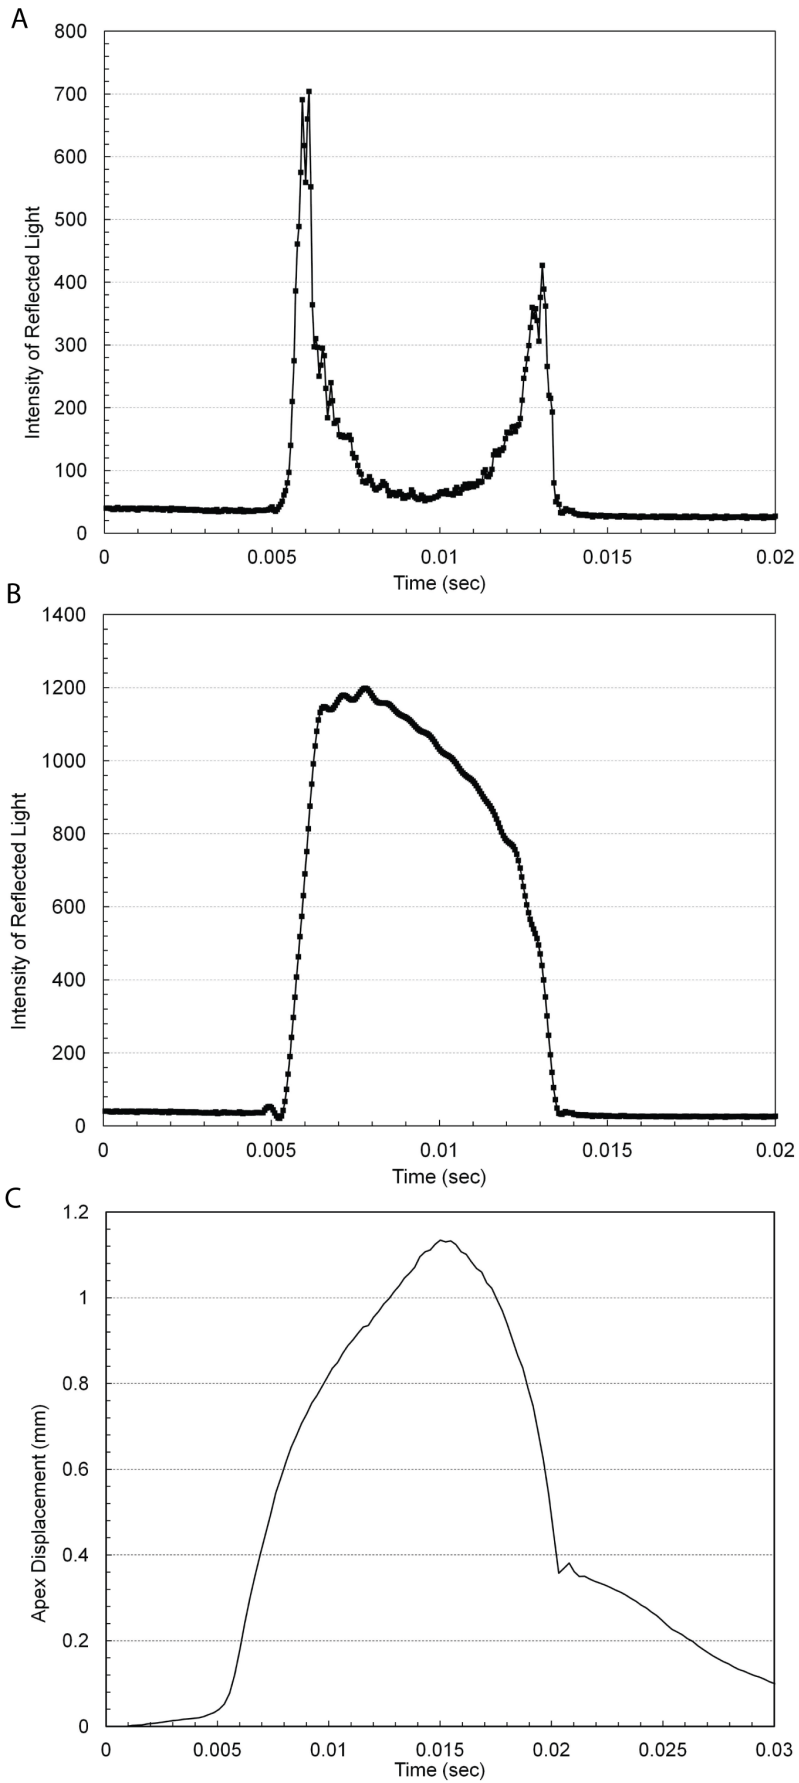 A
800
700
600
500
400
300
200
100
0
Intensity of Reflected Light
0 0.005 0.01 0.015 0.02
Time (sec)
B
1400
1200
1000
800
600
400
200
0
Intensity of Reflected Light
0 0.005 0.01 0.015 0.02
Time (sec)
C
1.2
1
0.8
0.6
0.4
0.2
0
Apex Displacement (mm)
0 0.005 0.01 0.015 0.02 0.025 0.03
Time (sec)